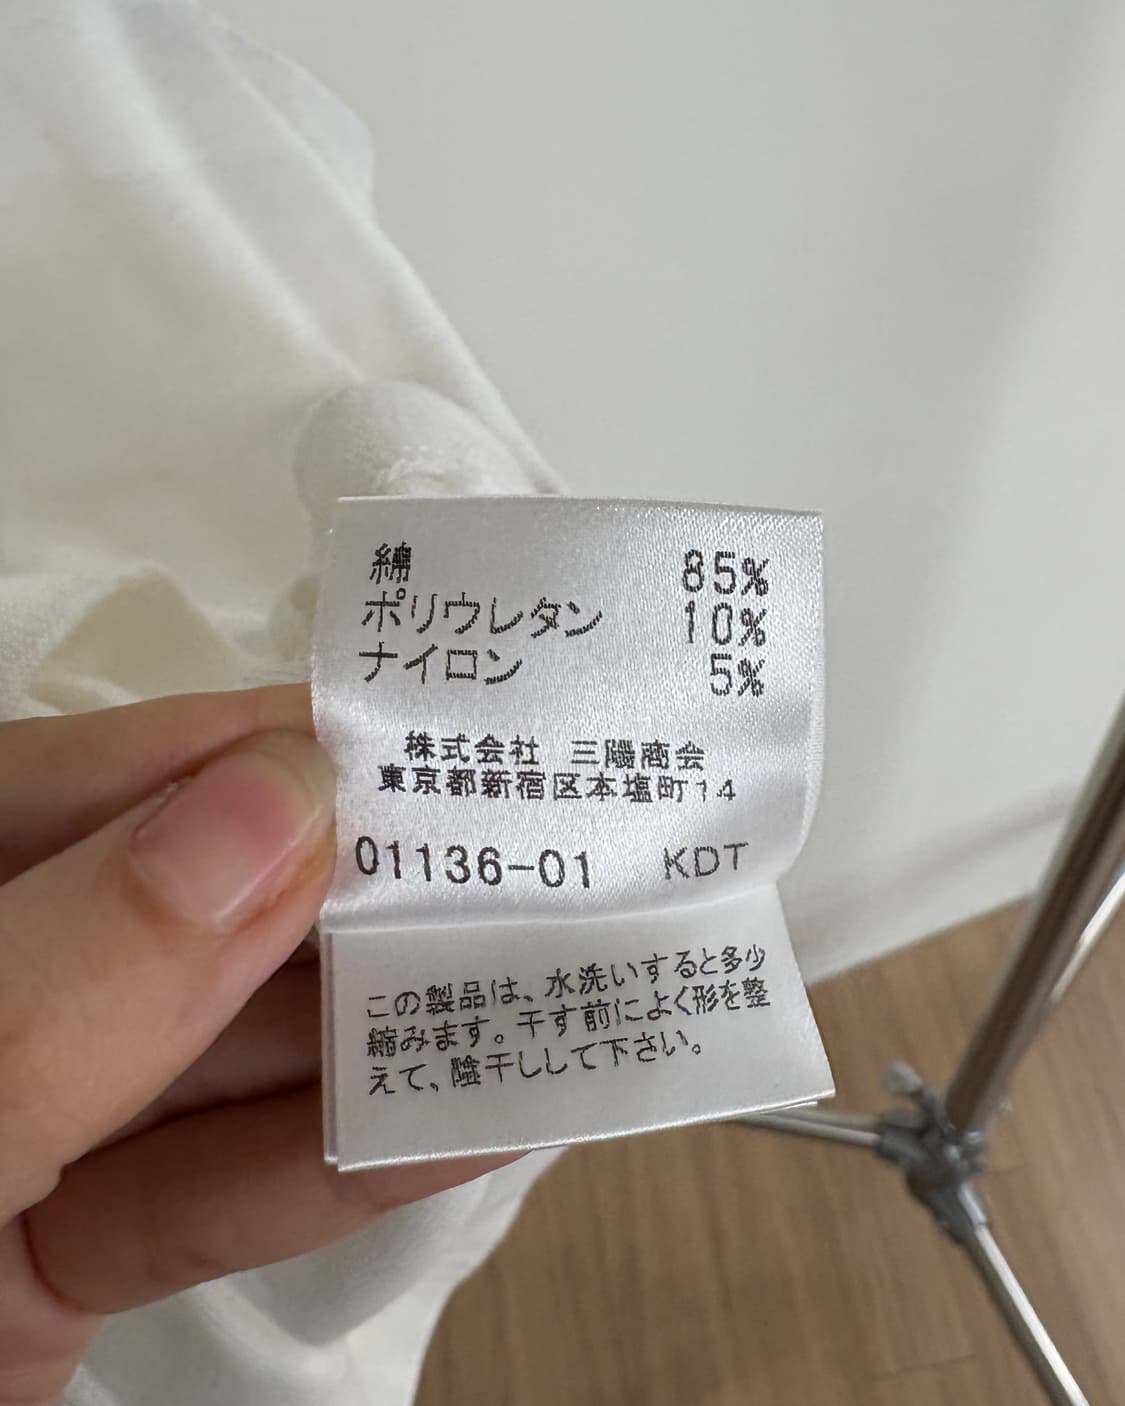 綿 85%
ポリウレタン 10%
ナイロン 5%
株式会社 三陽商会
東京都新宿区本塩町14
01136-01 KDT
この製品は、水洗いすると多少
縮みます。干す前によく形を整
えて、陰干しして下さい。